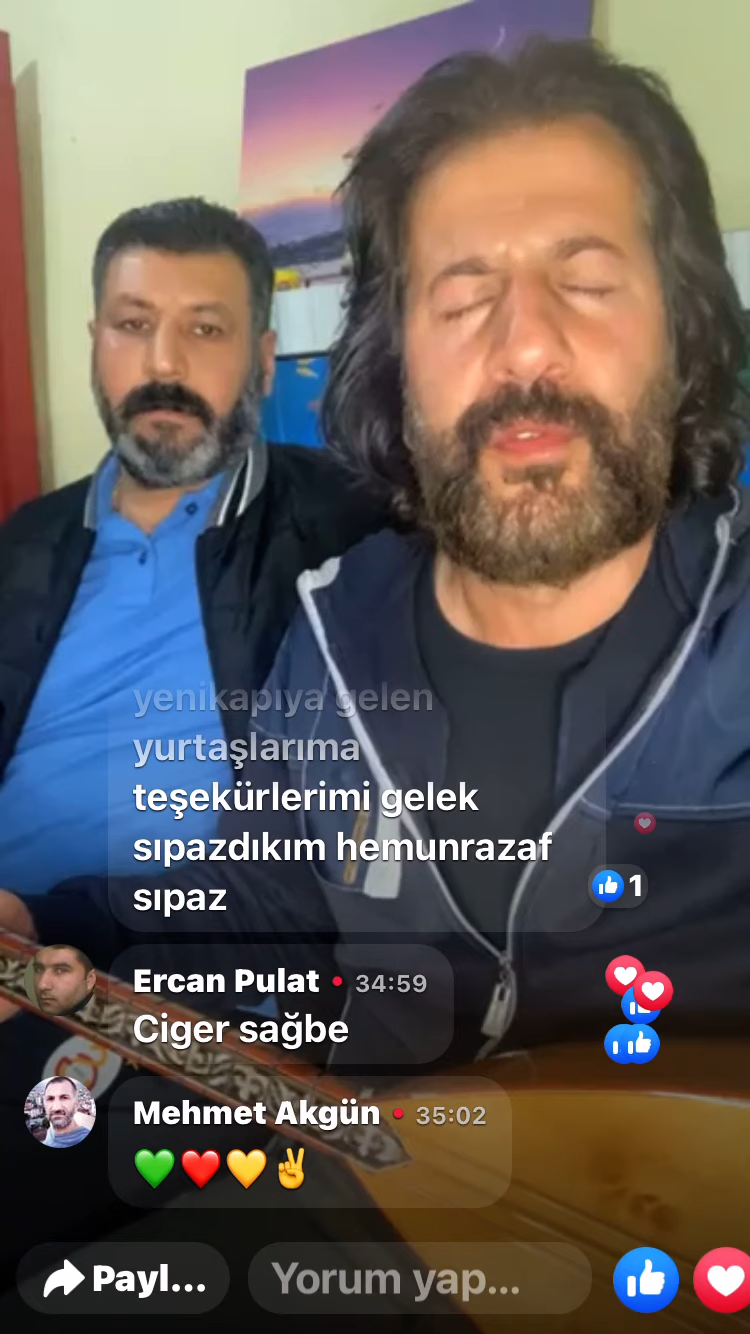 yenikapıya gelen
yurtaşlarıma
teşekürlerimi gelek
sıpazdıkım hemunrazaf
sıpaz
1
Ercan Pulat • 34:59
Ciger sağbe
Mehmet Akgün • 35:02
💚❤️💛✌️
Payl...
Yorum yap...